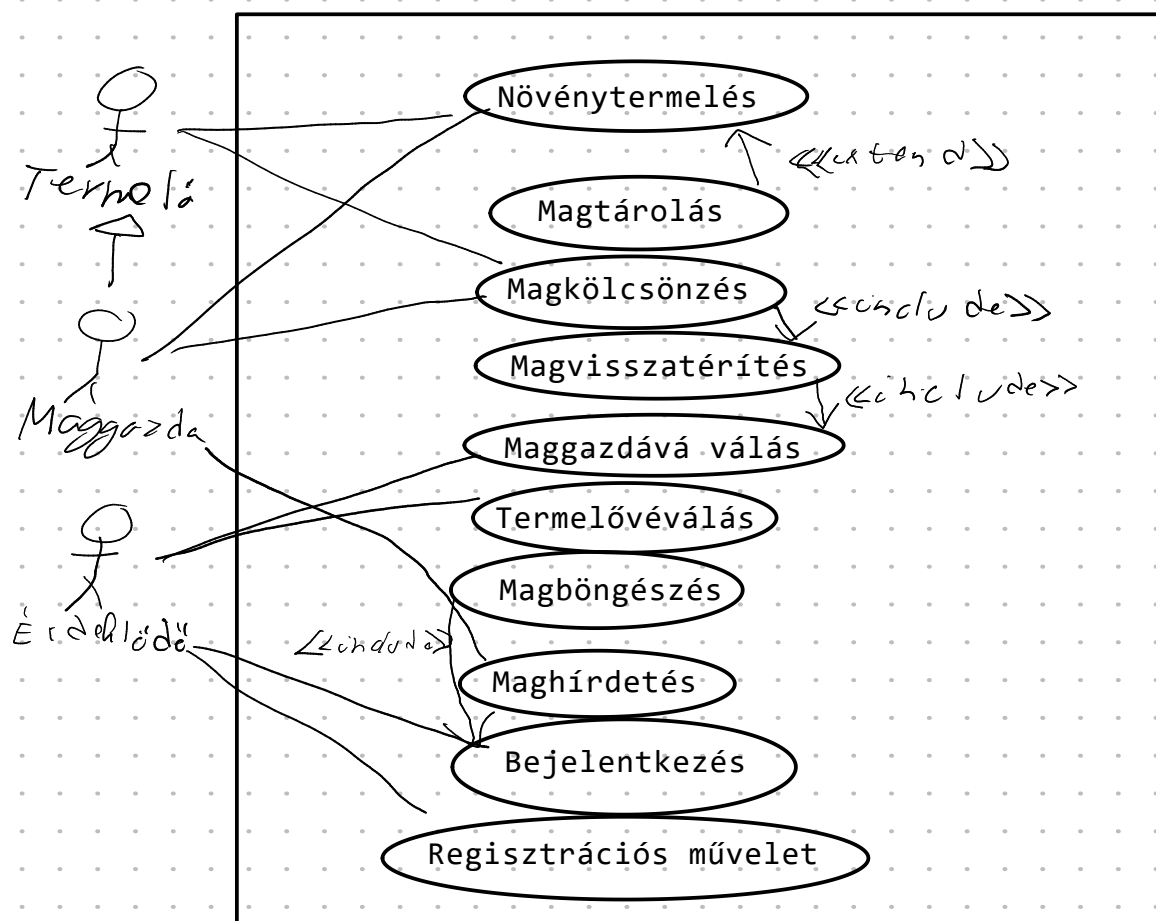 Növénytermelés
<<extend>>
Termelő
Magtárolás
Magkölcsönzés
<<include>>
Magvisszatérítés
<<include>>
Maggazda
Maggazdává válás
Termelővéválás
Magböngészés
Érdeklődő
<<include>>
Maghírdetés
Bejelentkezés
Regisztrációs művelet